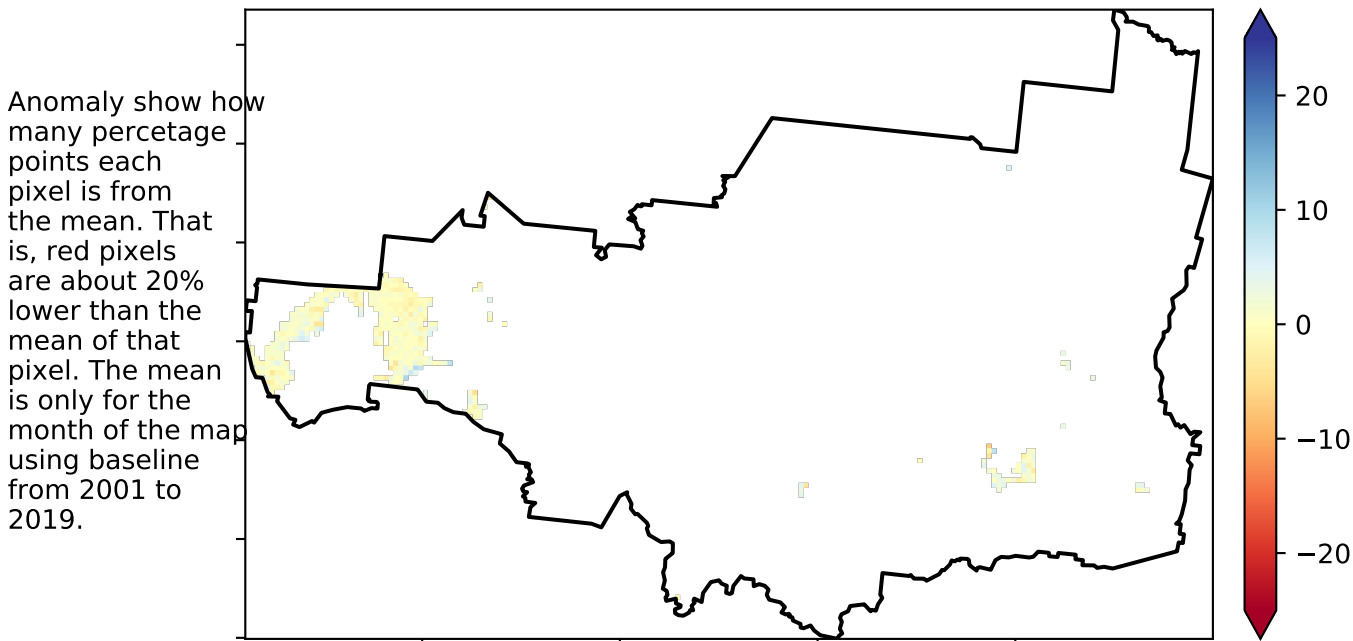 Anomaly show how
many percetage
points each
pixel is from
the mean. That
is, red pixels
are about 20%
lower than the
mean of that
pixel. The mean
is only for the
month of the map
using baseline
from 2001 to
2019.
20
10
0
−10
−20